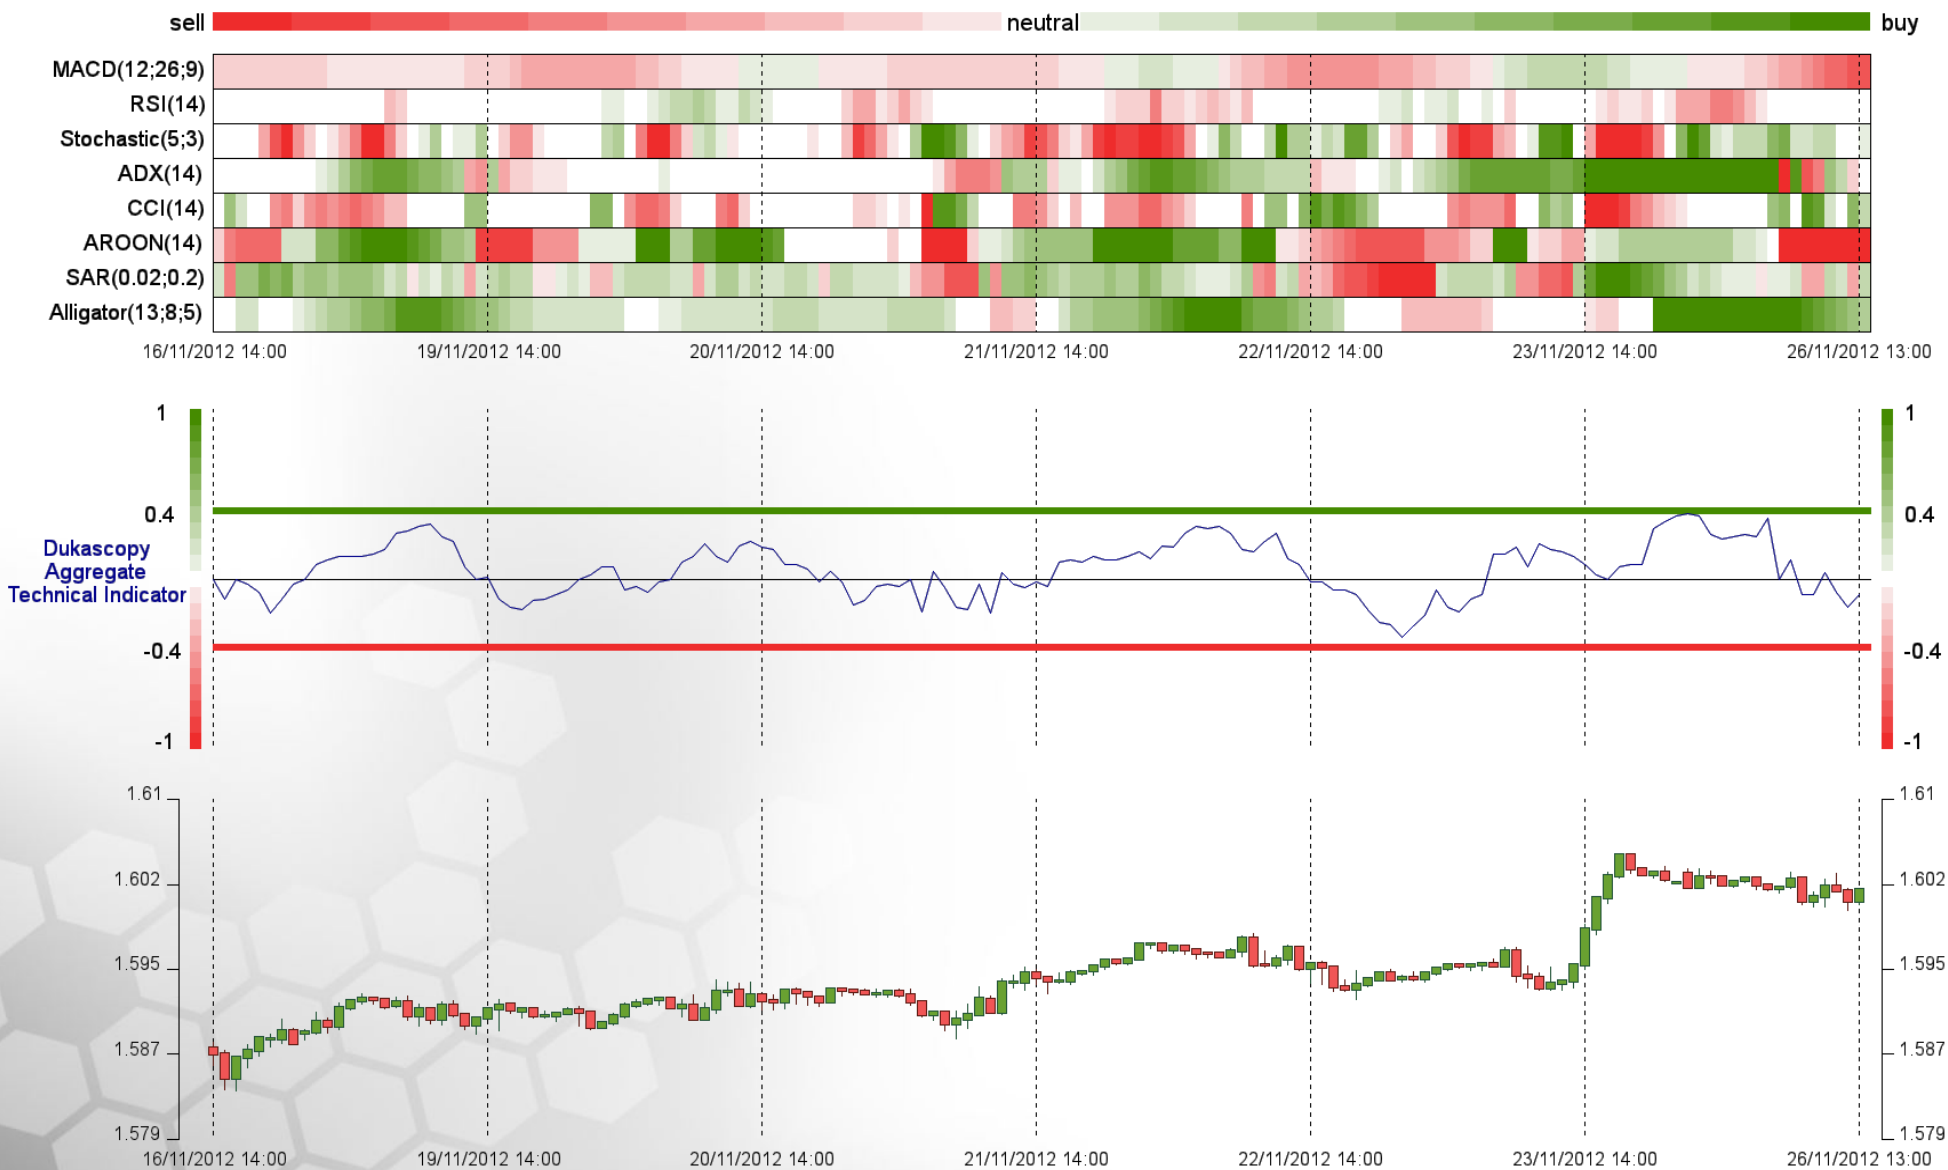 sell neutral buy
MACD(12;26;9)
RSI(14)
Stochastic(5;3)
ADX(14)
CCI(14)
AROON(14)
SAR(0.02;0.2)
Alligator(13;8;5)
16/11/2012 14:00 19/11/2012 14:00 20/11/2012 14:00 21/11/2012 14:00 22/11/2012 14:00 23/11/2012 14:00 26/11/2012 13:00
1 1
0.4 0.4
Dukascopy
Aggregate
Technical Indicator
-0.4 -0.4
-1 -1
1.61 1.61
1.602 1.602
1.595 1.595
1.587 1.587
1.579 1.579
16/11/2012 14:00 19/11/2012 14:00 20/11/2012 14:00 21/11/2012 14:00 22/11/2012 14:00 23/11/2012 14:00 26/11/2012 13:00